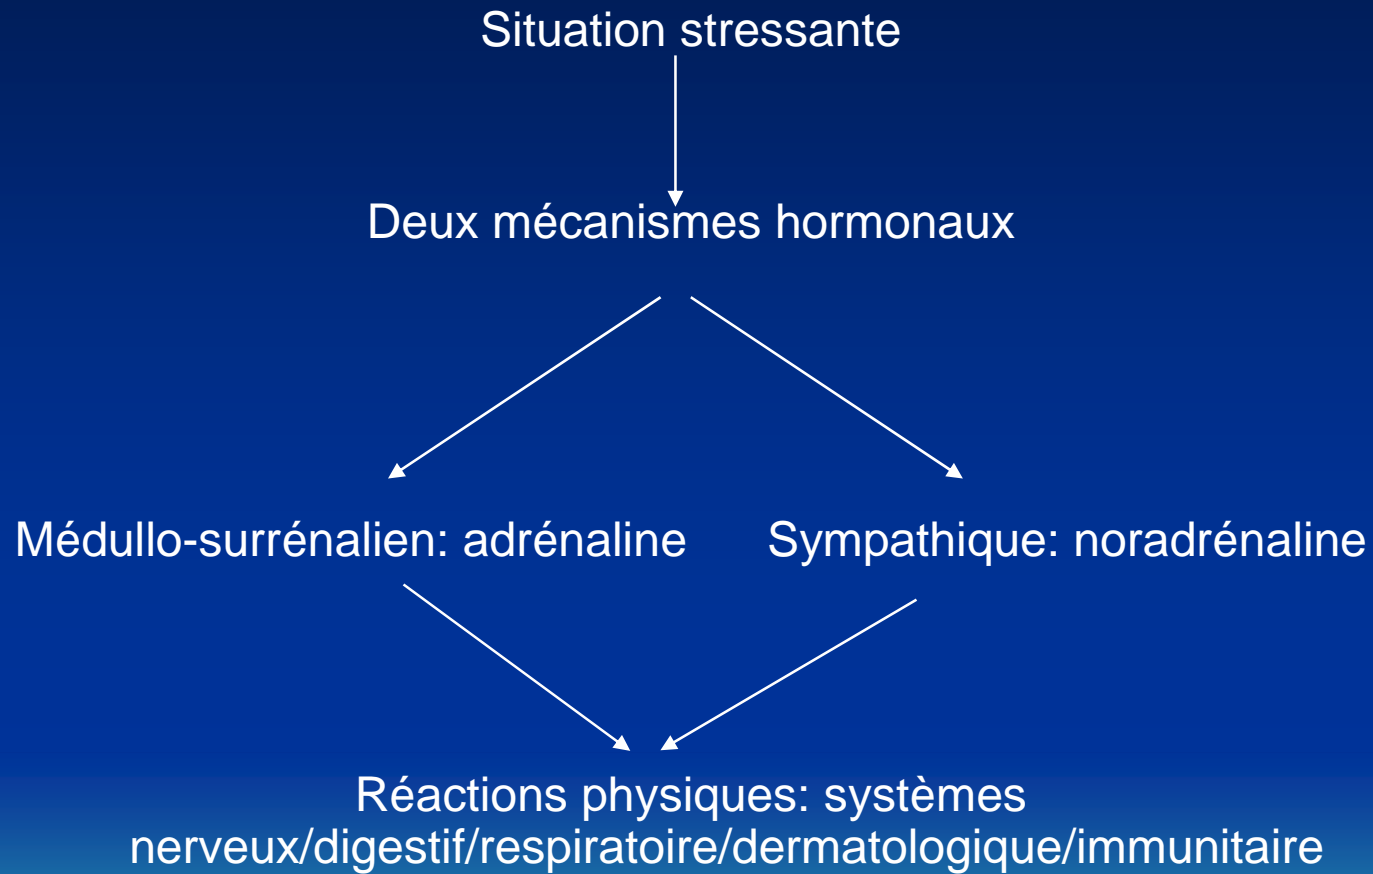 Situation stressante
Deux mécanismes hormonaux
Médullo-surrénalien: adrénaline
Sympathique: noradrénaline
Réactions physiques: systèmes
nerveux/digestif/respiratoire/dermatologique/immunitaire